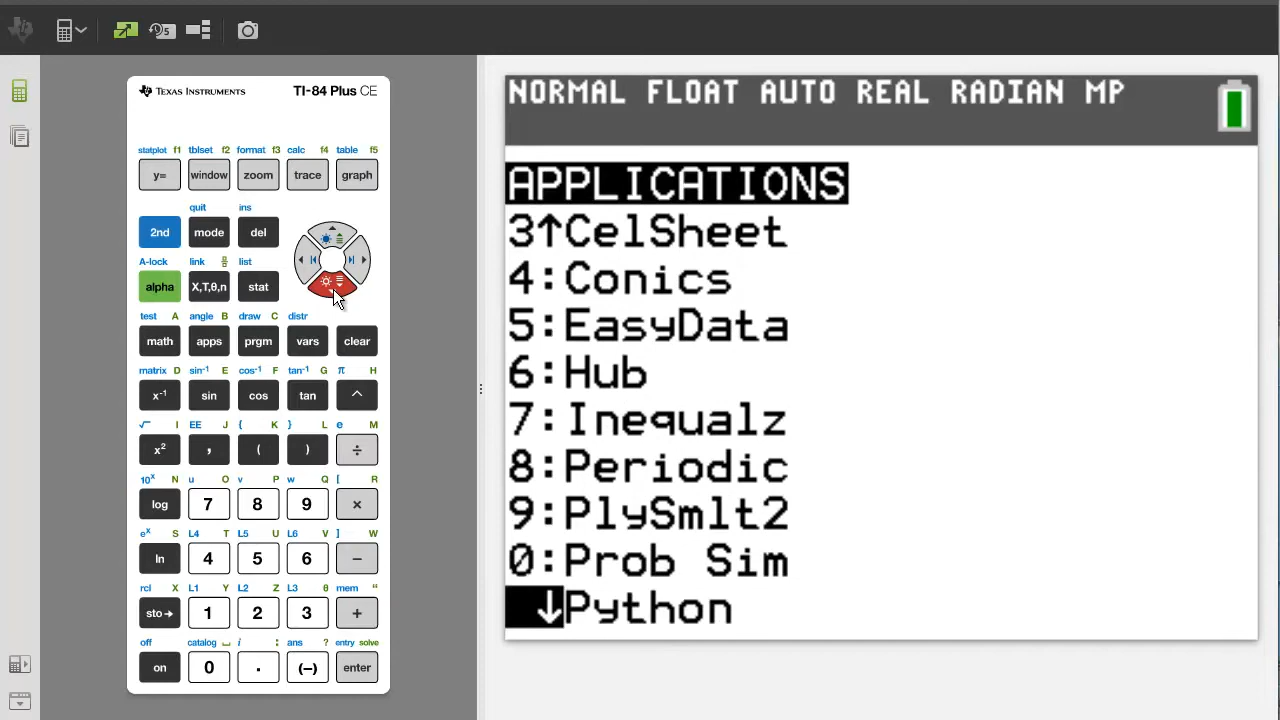 TEXAS INSTRUMENTS TI-84 Plus CE
statplot f1 tblset f2 format f3 calc f4 table f5
y= window zoom trace graph
quit ins
2nd mode del
A-lock link list
alpha X,T,θ,n stat
test A angle B draw C distr
math apps prgm vars clear
matrix D sin⁻¹ E cos⁻¹ F tan⁻¹ G π H
x⁻¹ sin cos tan ^
√ I EE J { K } L e M
x² , ( ) ÷
10ˣ N u O v P w Q [ R
log 7 8 9 ×
eˣ S L4 T L5 U L6 V ] W
ln 4 5 6 −
rcl X L1 Y L2 Z L3 θ mem “
sto→ 1 2 3 +
off catalog ⎵ i : ans ? entry solve
on 0 . (−) enter
NORMAL FLOAT AUTO REAL RADIAN MP
APPLICATIONS
3↑CelSheet
4:Conics
5:EasyData
6:Hub
7:Inequalz
8:Periodic
9:PlySmlt2
0:Prob Sim
↓Python